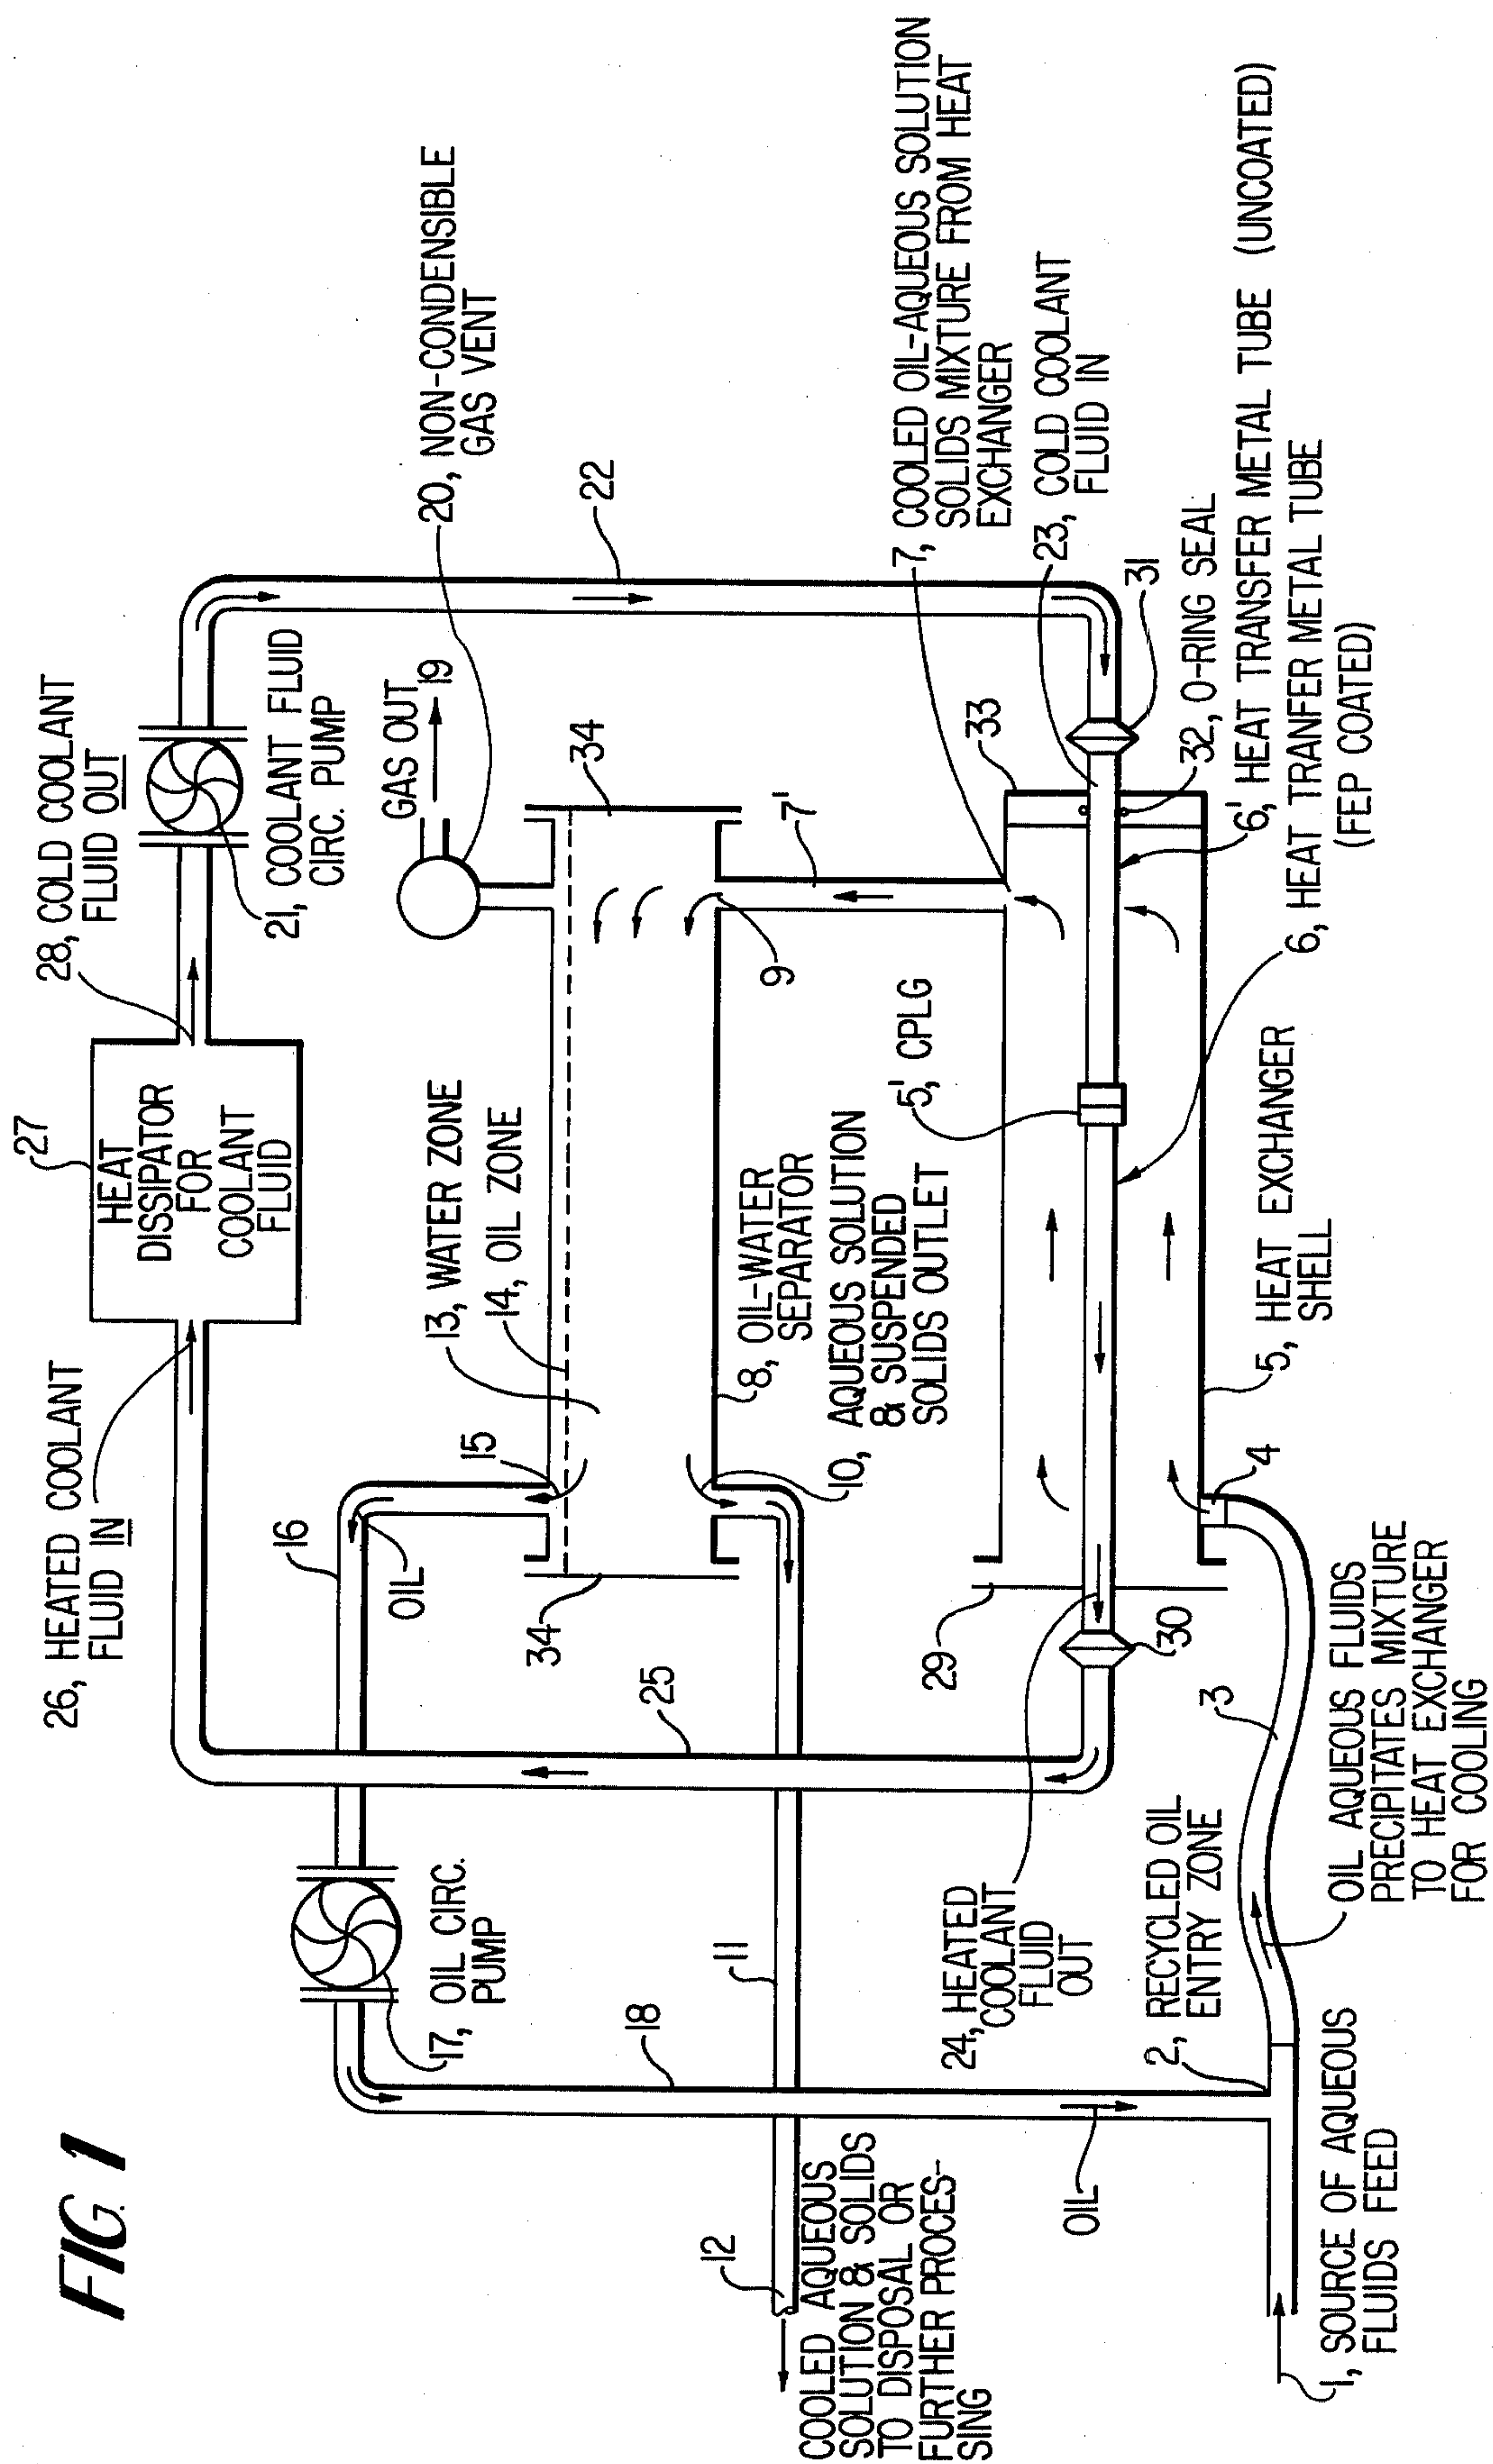 FIG. 1
26, HEATED COOLANT
FLUID IN
27
HEAT
DISSIPATOR
FOR
COOLANT
FLUID
28, COLD COOLANT
FLUID OUT
21, COOLANT FLUID
CIRC. PUMP
16
OIL
15
17, OIL CIRC.
PUMP
13, WATER ZONE
14, OIL ZONE
GAS OUT
19
20, NON-CONDENSIBLE
GAS VENT
22
34
34
25
18
11
8, OIL-WATER
SEPARATOR
9
7'
10, AQUEOUS SOLUTION
& SUSPENDED
SOLIDS OUTLET
5', CPLG
33
7, COOLED OIL-AQUEOUS SOLUTION
SOLIDS MIXTURE FROM HEAT
EXCHANGER
23, COLD COOLANT
FLUID IN
12
COOLED AQUEOUS
SOLUTION & SOLIDS
TO DISPOSAL OR
FURTHER PROCES-
SING
24, HEATED
COOLANT
FLUID
OUT
29
30
31
32, O-RING SEAL
6', HEAT TRANSFER METAL TUBE (UNCOATED)
6, HEAT TRANFER METAL TUBE
(FEP COATED)
OIL
2, RECYCLED OIL
ENTRY ZONE
3
4
5, HEAT EXCHANGER
SHELL
1, SOURCE OF AQUEOUS
FLUIDS FEED
OIL AQUEOUS FLUIDS
PRECIPITATES MIXTURE
TO HEAT EXCHANGER
FOR COOLING